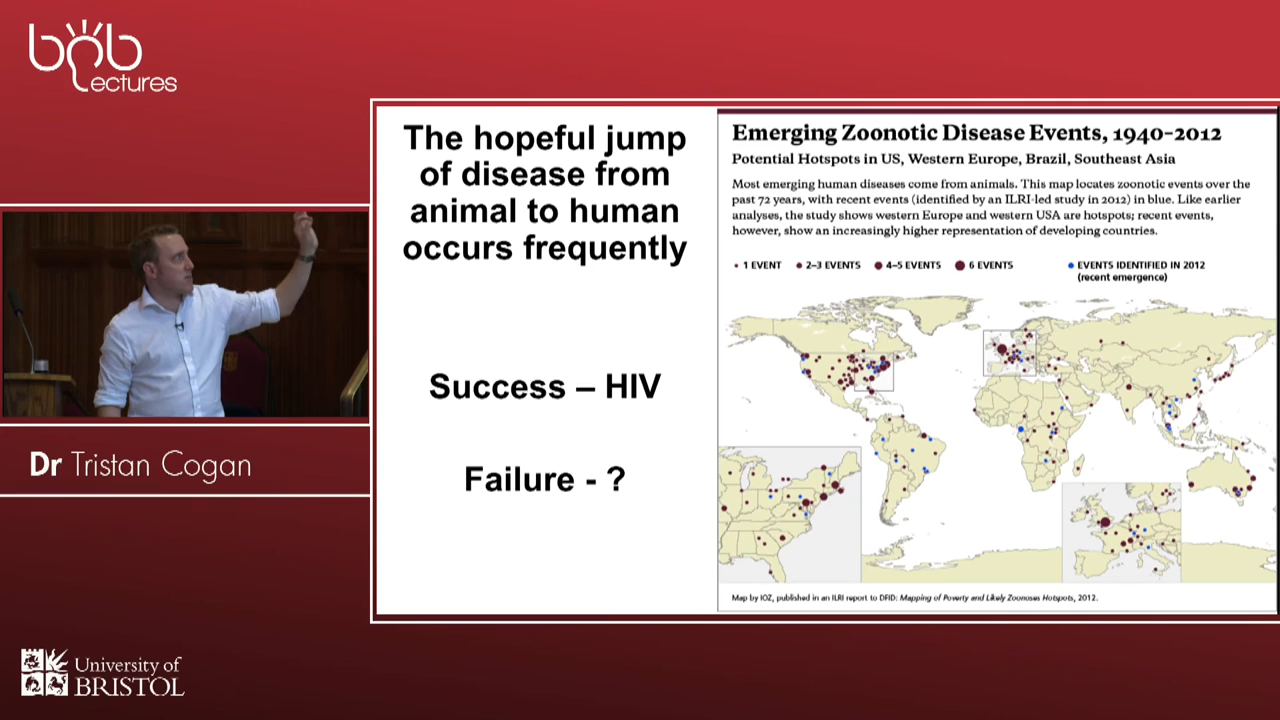 bob
Lectures
Dr Tristan Cogan
University of
BRISTOL
The hopeful jump
of disease from
animal to human
occurs frequently
Success – HIV
Failure - ?
Emerging Zoonotic Disease Events, 1940–2012
Potential Hotspots in US, Western Europe, Brazil, Southeast Asia
Most emerging human diseases come from animals. This map locates zoonotic events over the
past 72 years, with recent events (identified by an ILRI-led study in 2012) in blue. Like earlier
analyses, the study shows western Europe and western USA are hotspots; recent events,
however, show an increasingly higher representation of developing countries.
1 EVENT 2–3 EVENTS 4–5 EVENTS 6 EVENTS EVENTS IDENTIFIED IN 2012
(recent emergence)
Map by IOZ, published in an ILRI report to DFID: Mapping of Poverty and Likely Zoonoses Hotspots, 2012.